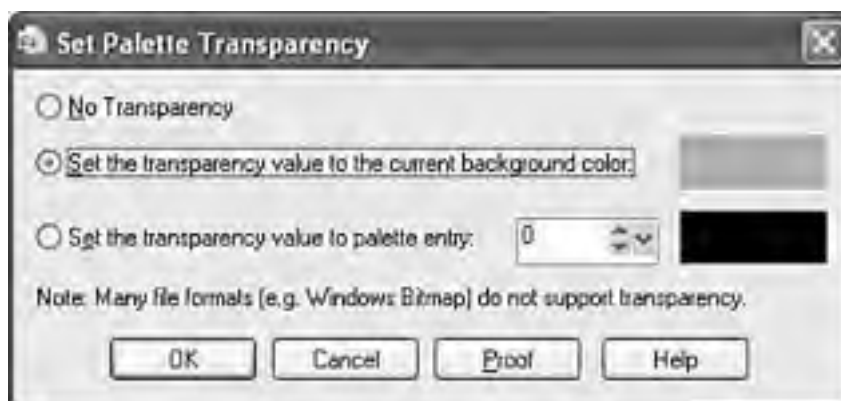 Set Palette Transparency
No Transparency
Set the transparency value to the current background color.
Set the transparency value to palette entry: 0
Note: Many file formats (e.g. Windows Bitmap) do not support transparency.
OK Cancel Proof Help